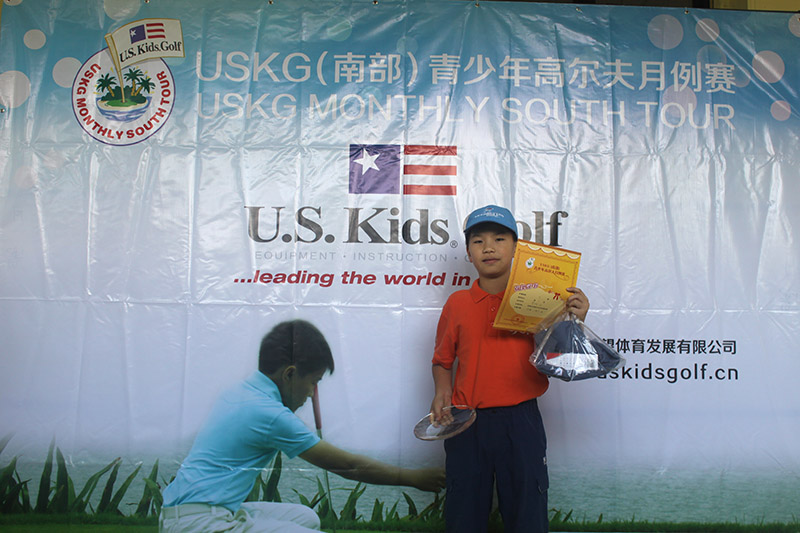 U.S. Kids Golf
USKG
MONTHLY SOUTH TOUR
USKG(南部)青少年高尔夫月例赛
USKG MONTHLY SOUTH TOUR
U.S. Kids Golf
EQUIPMENT · INSTRUCTION ·
...leading the world in
体育发展有限公司
uskidsgolf.cn